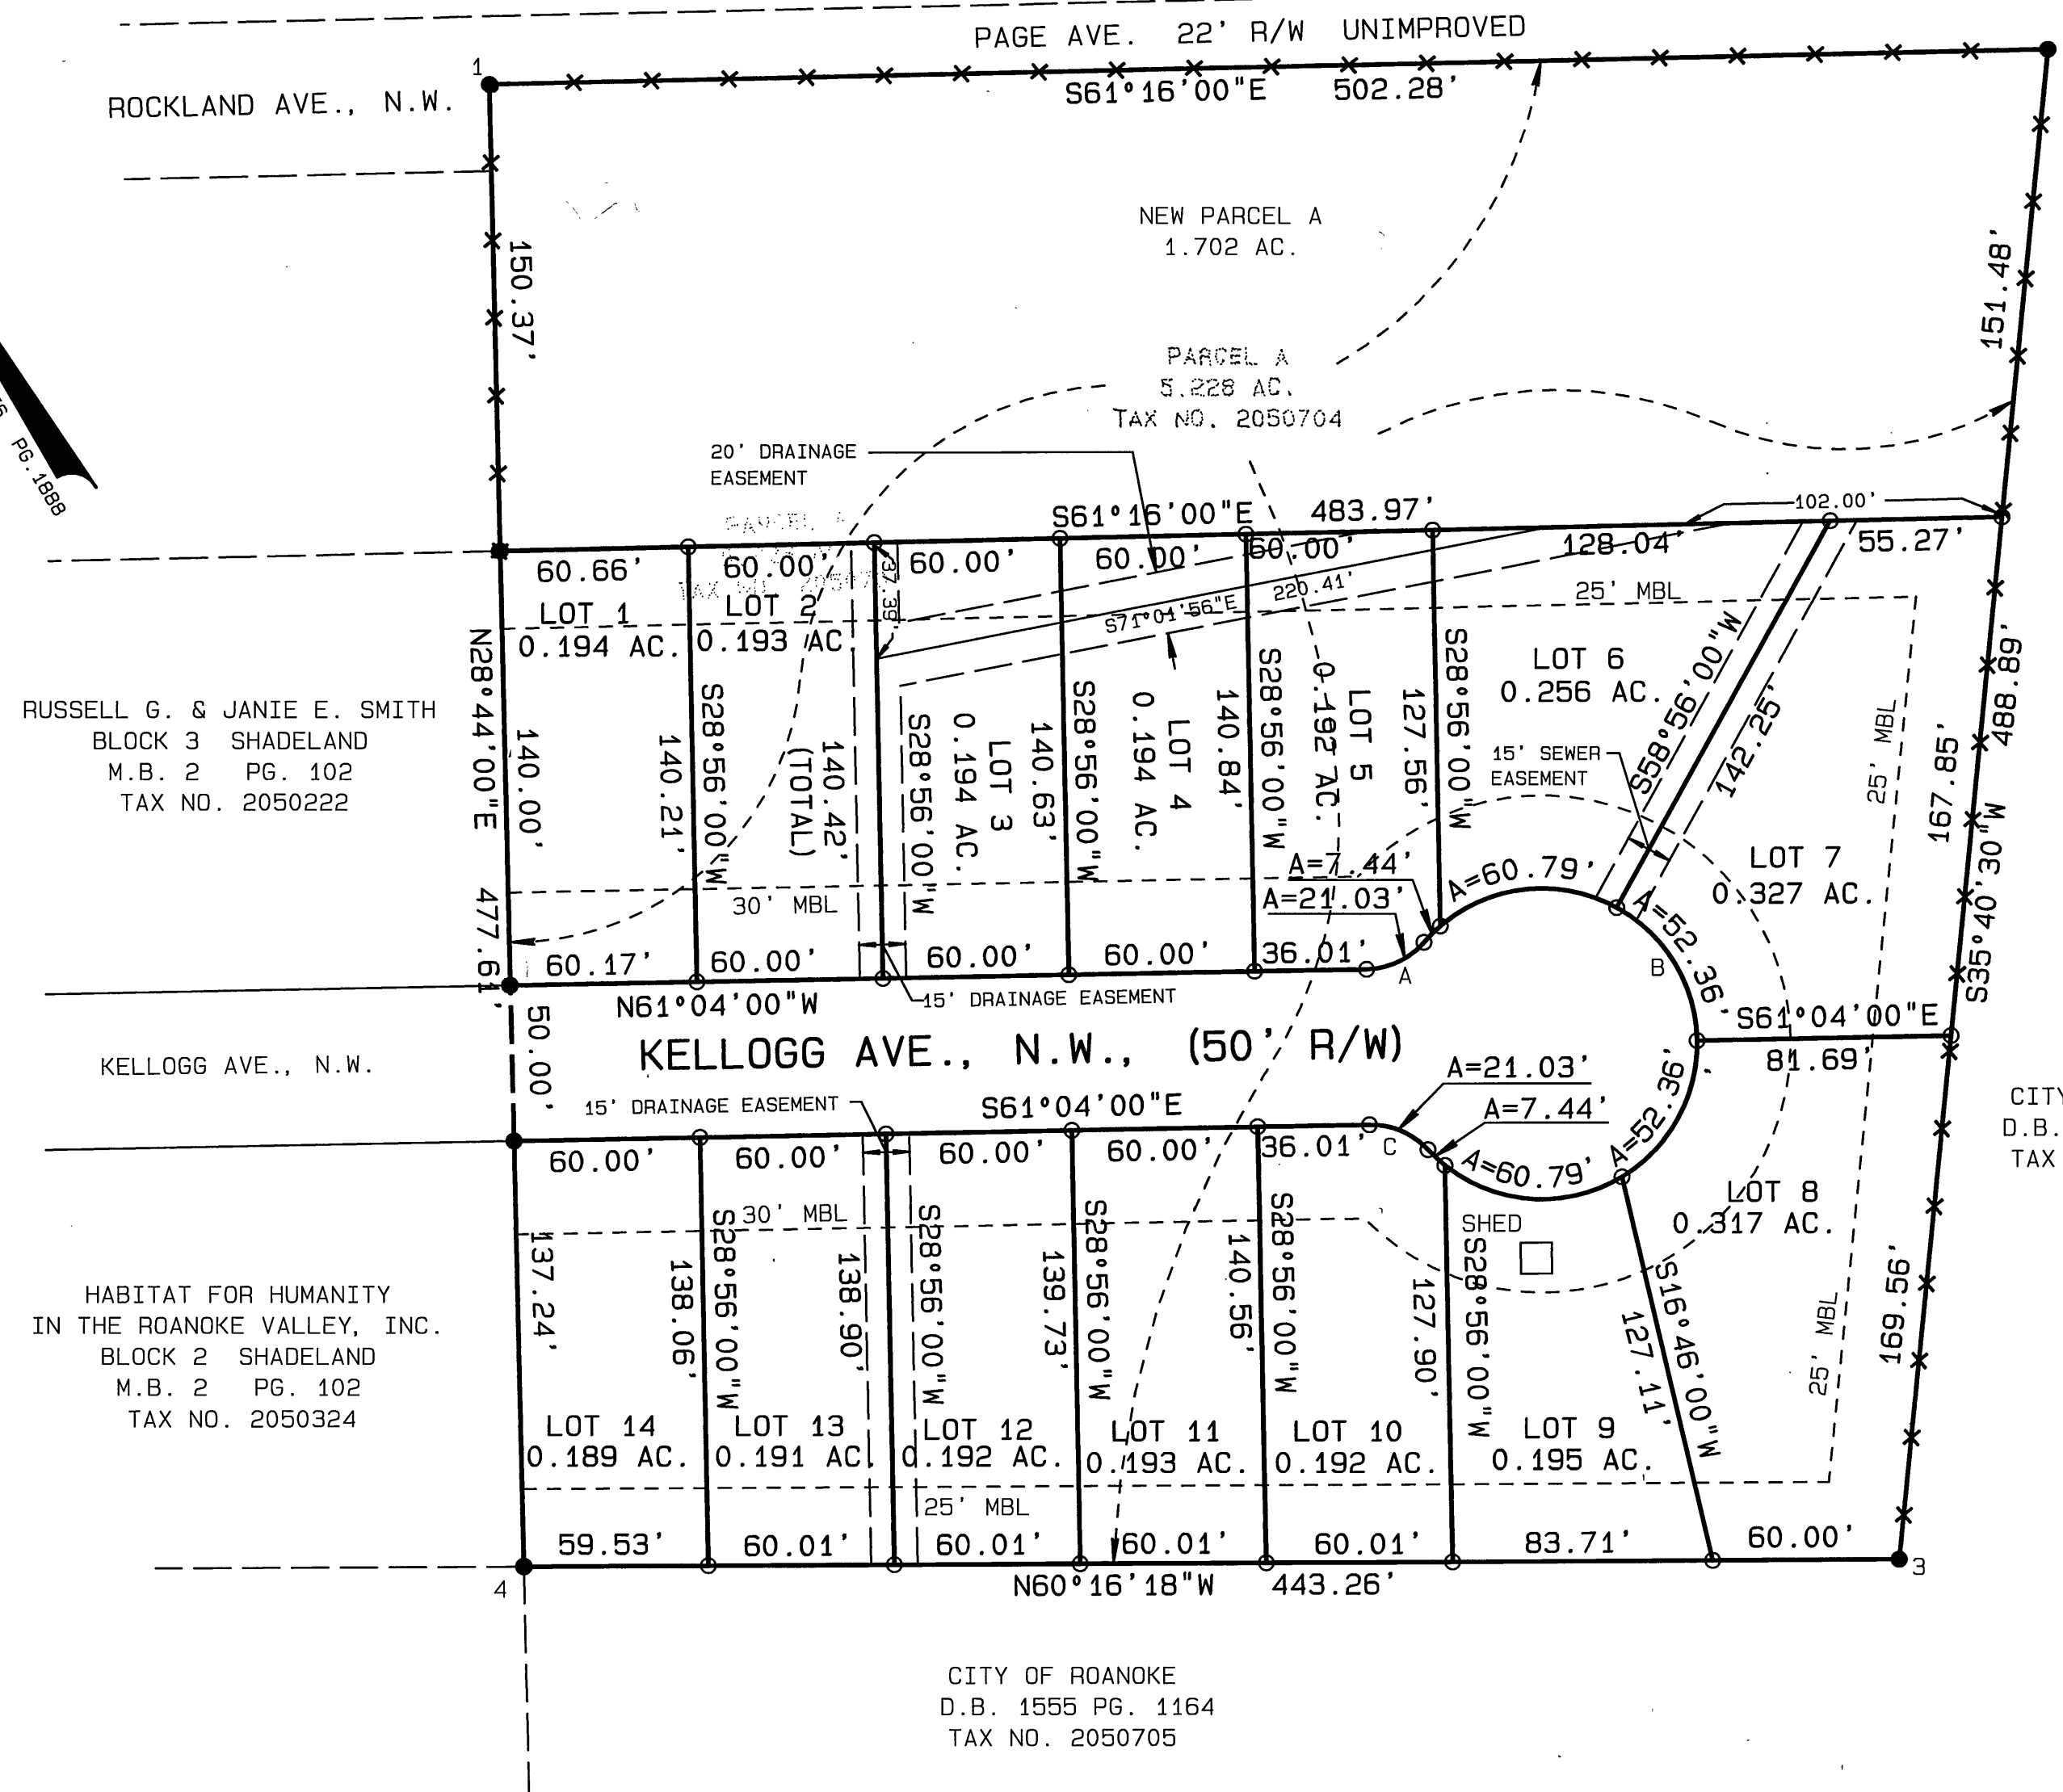 PAGE AVE. 22' R/W UNIMPROVED
1
ROCKLAND AVE., N.W.
S61°16'00"E 502.28'
150.37'
151.48'
NEW PARCEL A
1.702 AC.
PARCEL A
5.228 AC.
TAX NO. 2050704
PG.1888
20' DRAINAGE
EASEMENT
S61°16'00"E 483.97'
102.00'
60.66'
60.00'
60.00'
60.00'
60.00'
128.04'
55.27'
PARCEL A
TAX NO.
37.39'
S71°01'56"E 220.41'
25' MBL
LOT 1
0.194 AC.
LOT 2
0.193 AC.
LOT 3
0.194 AC.
LOT 4
0.194 AC.
LOT 5
0.192 AC.
LOT 6
0.256 AC.
LOT 7
0.327 AC.
N28°44'00"E
477.61'
140.00'
140.21'
S28°56'00"W
140.42'
(TOTAL)
S28°56'00"W
140.63'
S28°56'00"W
140.84'
S28°56'00"W
127.56'
S28°56'00"W
S58°56'00"W
142.25'
15' SEWER
EASEMENT
25' MBL
167.85'
488.89'
S35°40'30"W
RUSSELL G. & JANIE E. SMITH
BLOCK 3 SHADELAND
M.B. 2 PG. 102
TAX NO. 2050222
30' MBL
A=7.44'
A=21.03'
A=60.79'
A=52.36'
A
B
60.17'
60.00'
60.00'
60.00'
36.01'
N61°04'00"W
15' DRAINAGE EASEMENT
S61°04'00"E
81.69'
KELLOGG AVE., N.W.
50.00'
KELLOGG AVE., N.W., (50' R/W)
A=21.03'
A=7.44'
A=52.36'
A=60.79'
C
CITY
D.B.
TAX
15' DRAINAGE EASEMENT
S61°04'00"E
60.00'
60.00'
60.00'
60.00'
36.01'
30' MBL
SHED
LOT 8
0.317 AC.
137.24'
138.06'
S28°56'00"W
138.90'
S28°56'00"W
139.73'
S28°56'00"W
140.56'
S28°56'00"W
127.90'
S28°56'00"W
127.11'
S16°46'00"W
25' MBL
169.56'
HABITAT FOR HUMANITY
IN THE ROANOKE VALLEY, INC.
BLOCK 2 SHADELAND
M.B. 2 PG. 102
TAX NO. 2050324
LOT 14
0.189 AC.
LOT 13
0.191 AC.
LOT 12
0.192 AC.
LOT 11
0.193 AC.
LOT 10
0.192 AC.
LOT 9
0.195 AC.
25' MBL
59.53'
60.01'
60.01'
60.01'
60.01'
83.71'
60.00'
4
N60°16'18"W 443.26'
3
CITY OF ROANOKE
D.B. 1555 PG. 1164
TAX NO. 2050705